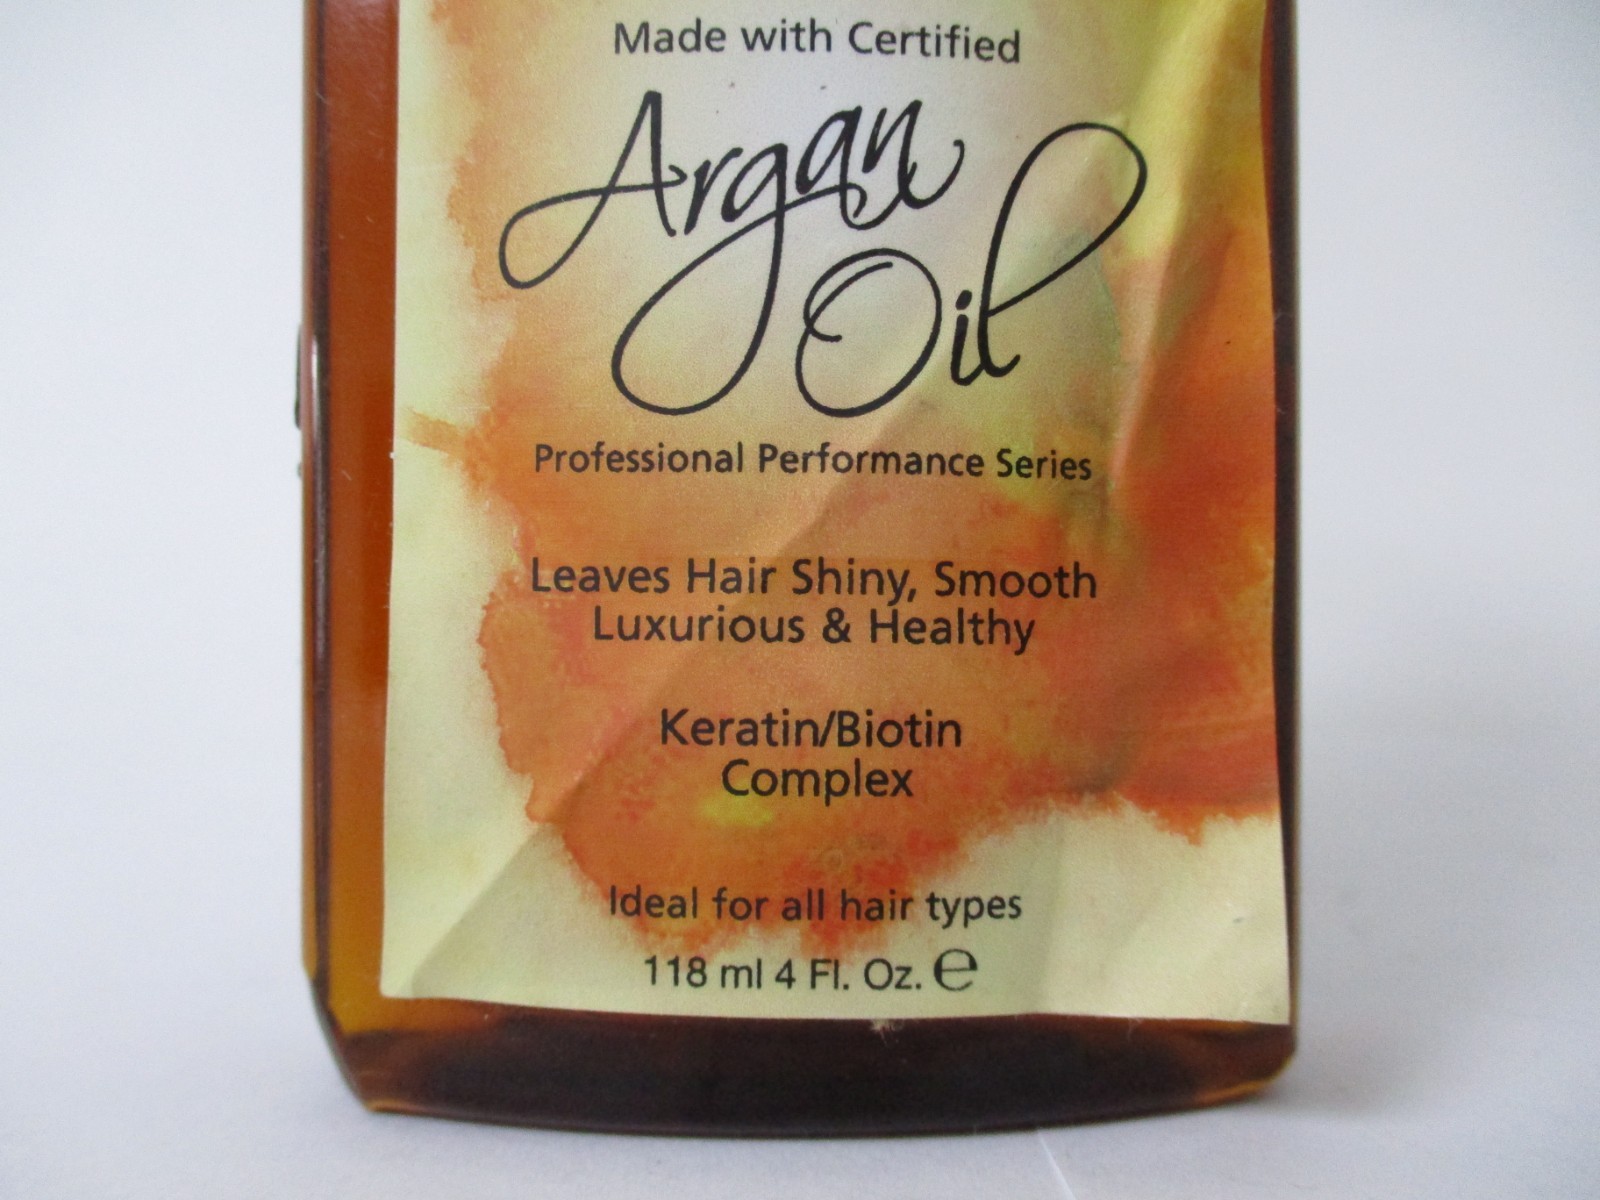 Made with Certified
Argan
Oil
Professional Performance Series
Leaves Hair Shiny, Smooth
Luxurious & Healthy
Keratin/Biotin
Complex
Ideal for all hair types
118 ml 4 Fl. Oz. ℮